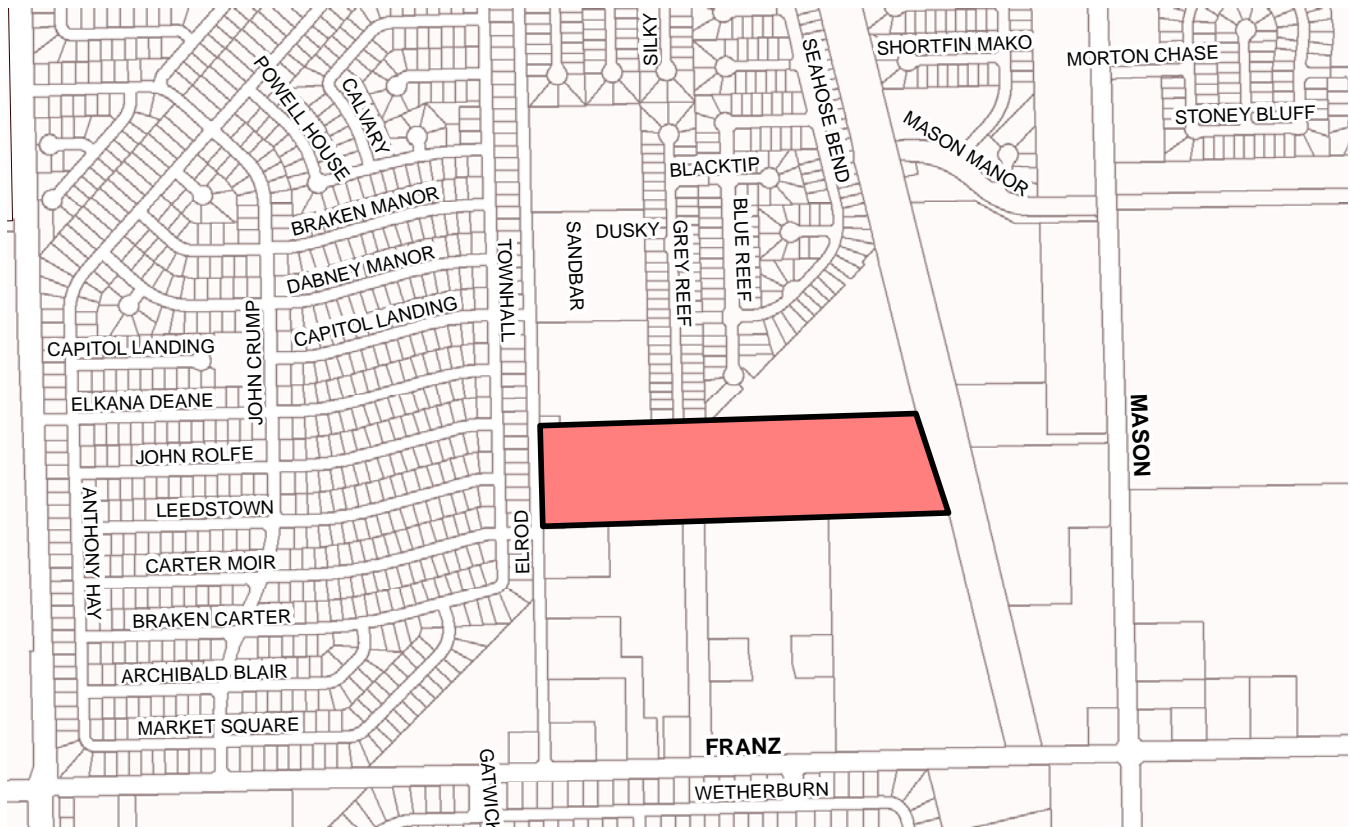 SILKY
SHORTFIN MAKO
MORTON CHASE
SEAHOSE BEND
POWELL HOUSE
CALVARY
STONEY BLUFF
MASON MANOR
BLACKTIP
BRAKEN MANOR
BLUE REEF
SANDBAR
DUSKY
GREY REEF
TOWNHALL
DABNEY MANOR
CAPITOL LANDING
JOHN CRUMP
CAPITOL LANDING
ELKANA DEANE
MASON
JOHN ROLFE
ANTHONY HAY
LEEDSTOWN
ELROD
CARTER MOIR
BRAKEN CARTER
ARCHIBALD BLAIR
MARKET SQUARE
FRANZ
GATWICK
WETHERBURN